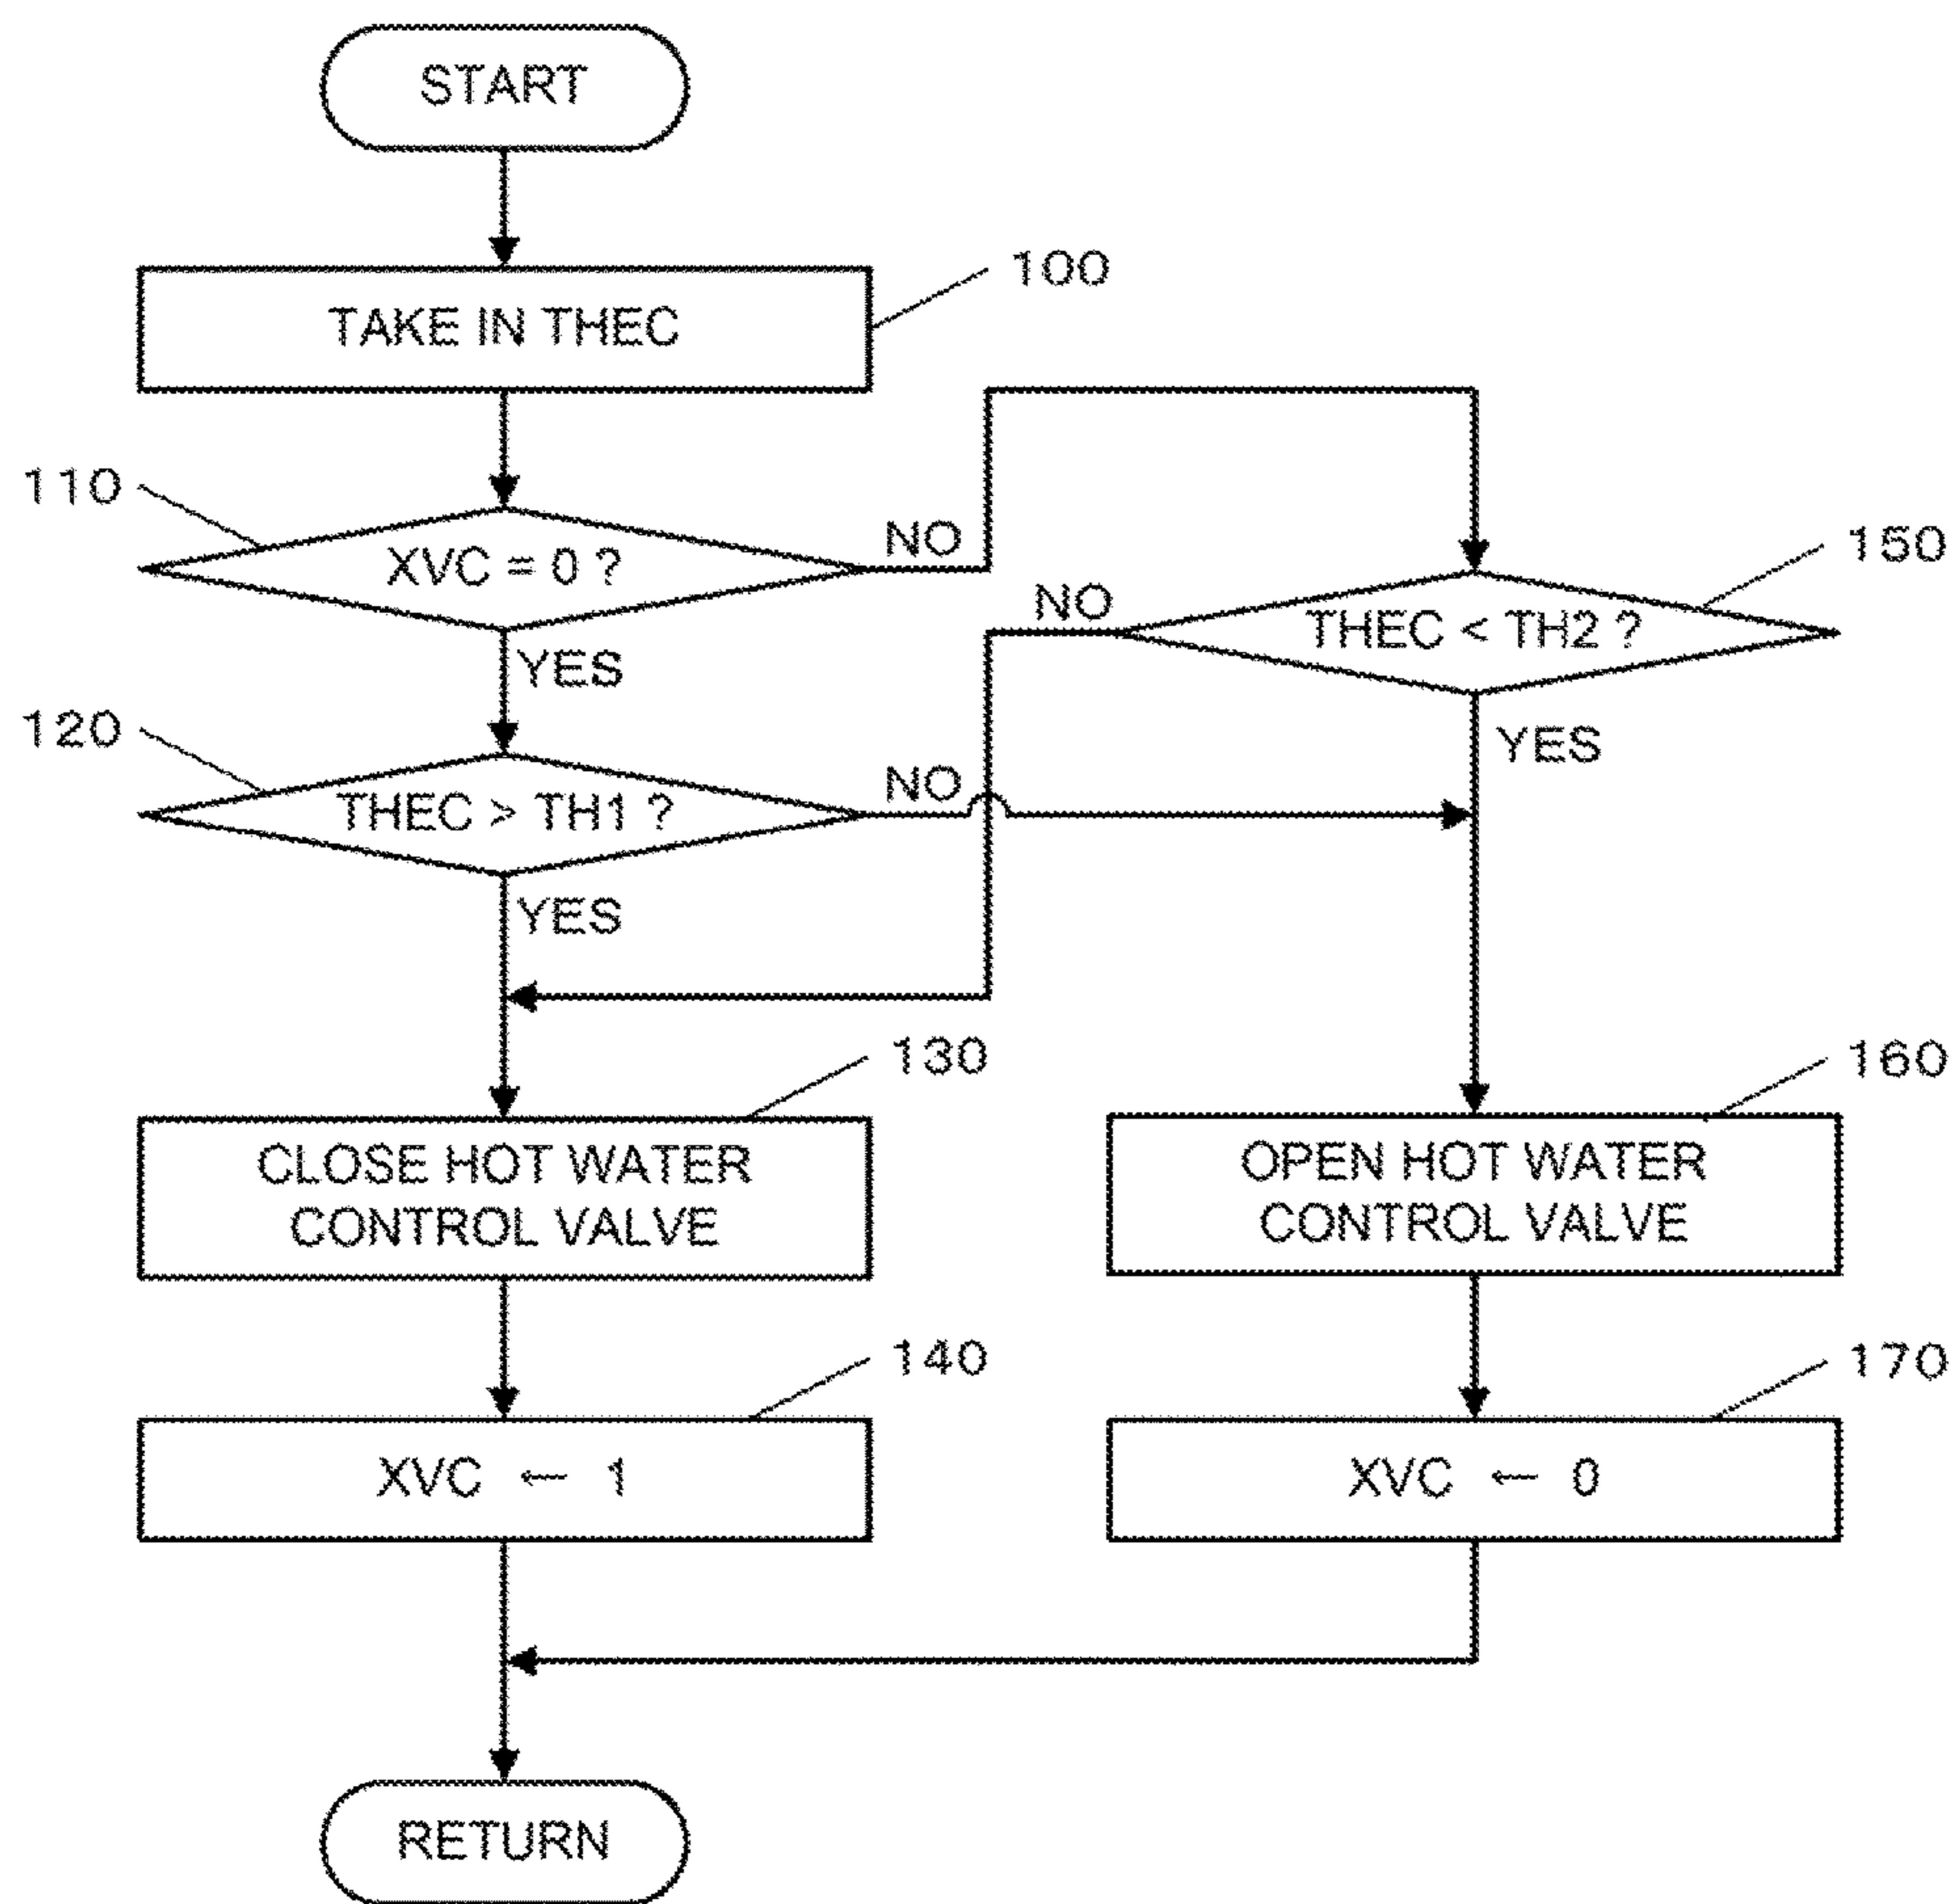 START
100
TAKE IN THEC
110
XVC = 0 ?
NO
YES
150
THEC < TH2 ?
NO
YES
120
THEC > TH1 ?
NO
YES
130
CLOSE HOT WATER
CONTROL VALVE
160
OPEN HOT WATER
CONTROL VALVE
140
XVC ← 1
170
XVC ← 0
RETURN